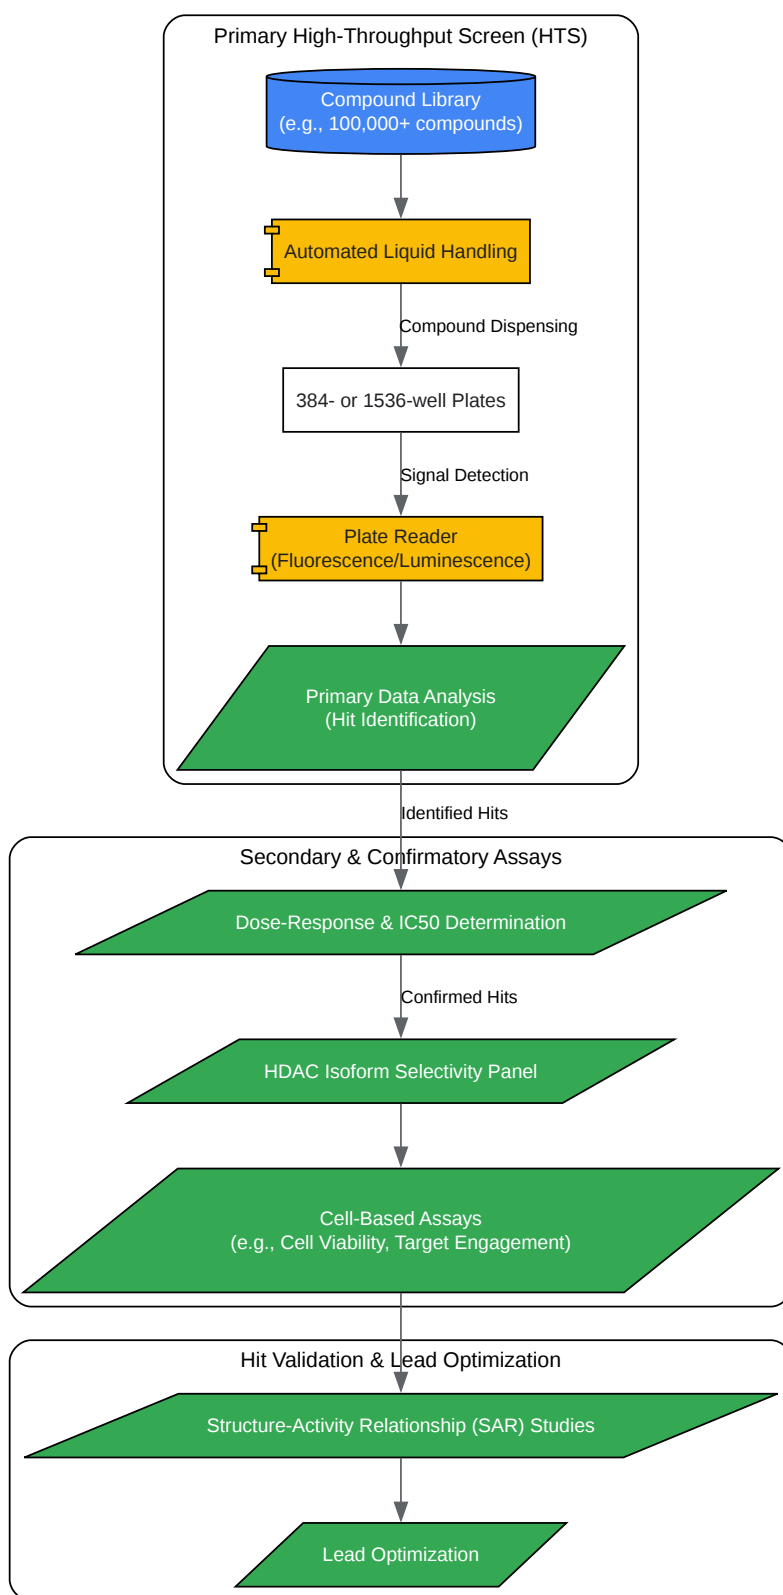 Primary High-Throughput Screen (HTS)
Compound Library
(e.g., 100,000+ compounds)
Automated Liquid Handling
Compound Dispensing
384- or 1536-well Plates
Signal Detection
Plate Reader
(Fluorescence/Luminescence)
Primary Data Analysis
(Hit Identification)
Identified Hits
Secondary & Confirmatory Assays
Dose-Response & IC50 Determination
Confirmed Hits
HDAC Isoform Selectivity Panel
Cell-Based Assays
(e.g., Cell Viability, Target Engagement)
Hit Validation & Lead Optimization
Structure-Activity Relationship (SAR) Studies
Lead Optimization